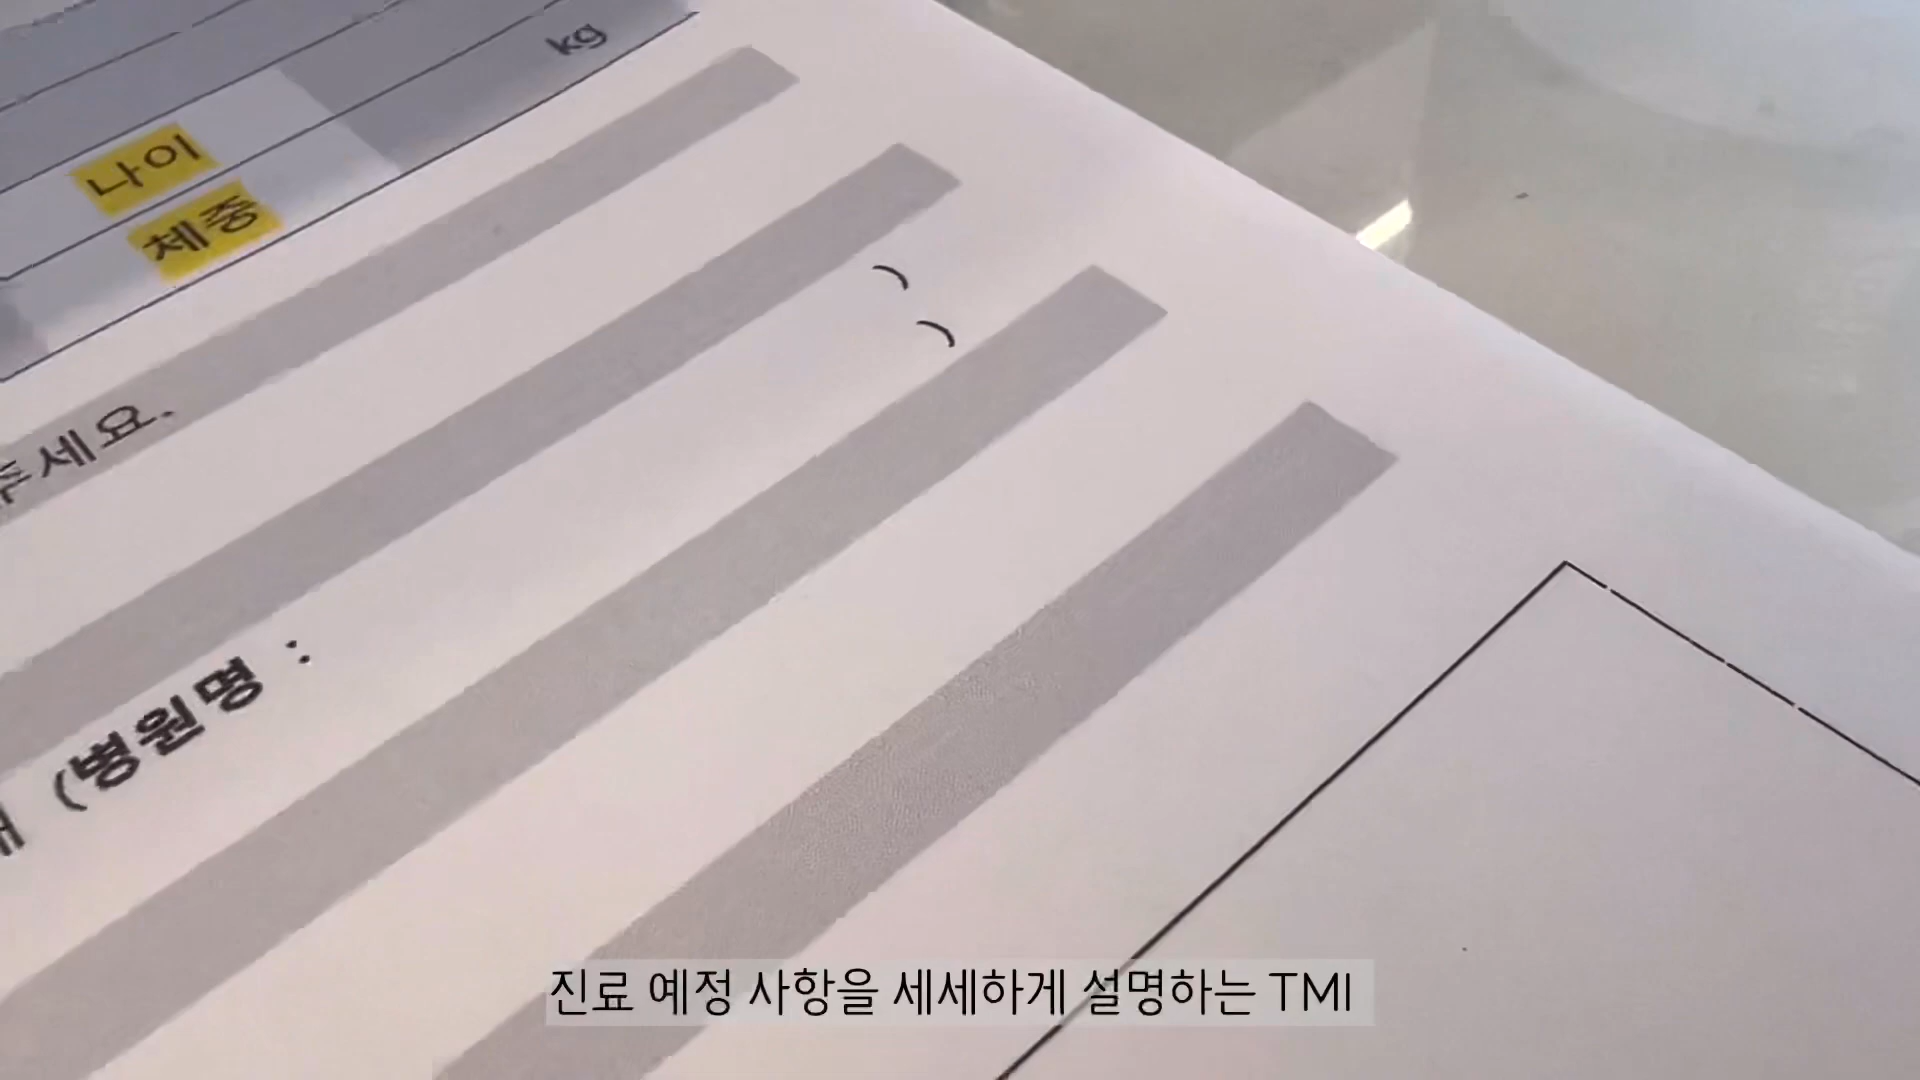 kg
나이
체중
주세요.
)
)
(병원명 :
진료 예정 사항을 세세하게 설명하는 TMI